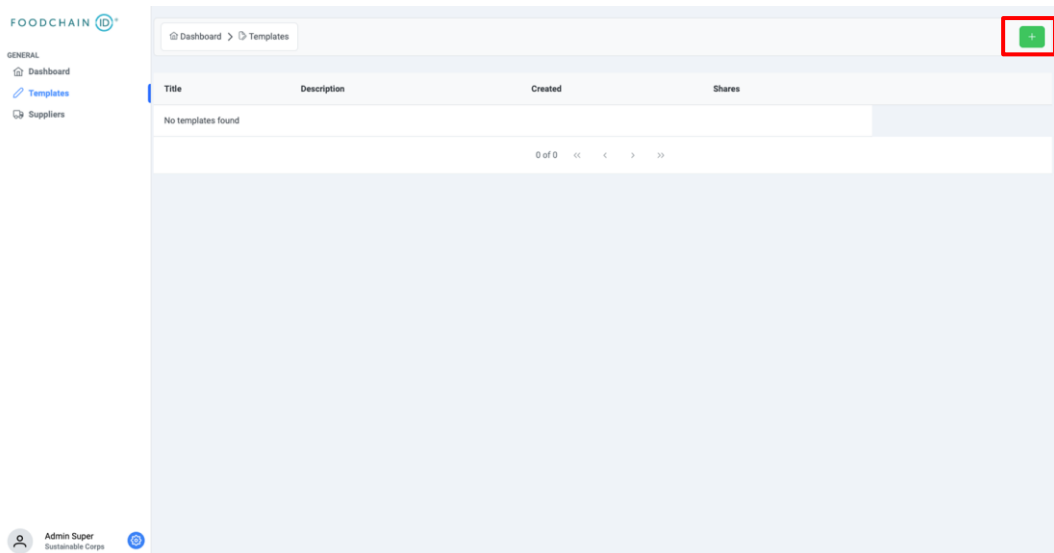 FOODCHAIN ID®
GENERAL
Dashboard
Templates
Suppliers
Dashboard > Templates
+
Title Description Created Shares
No templates found
0 of 0 << < > >>
Admin Super
Sustainable Corps